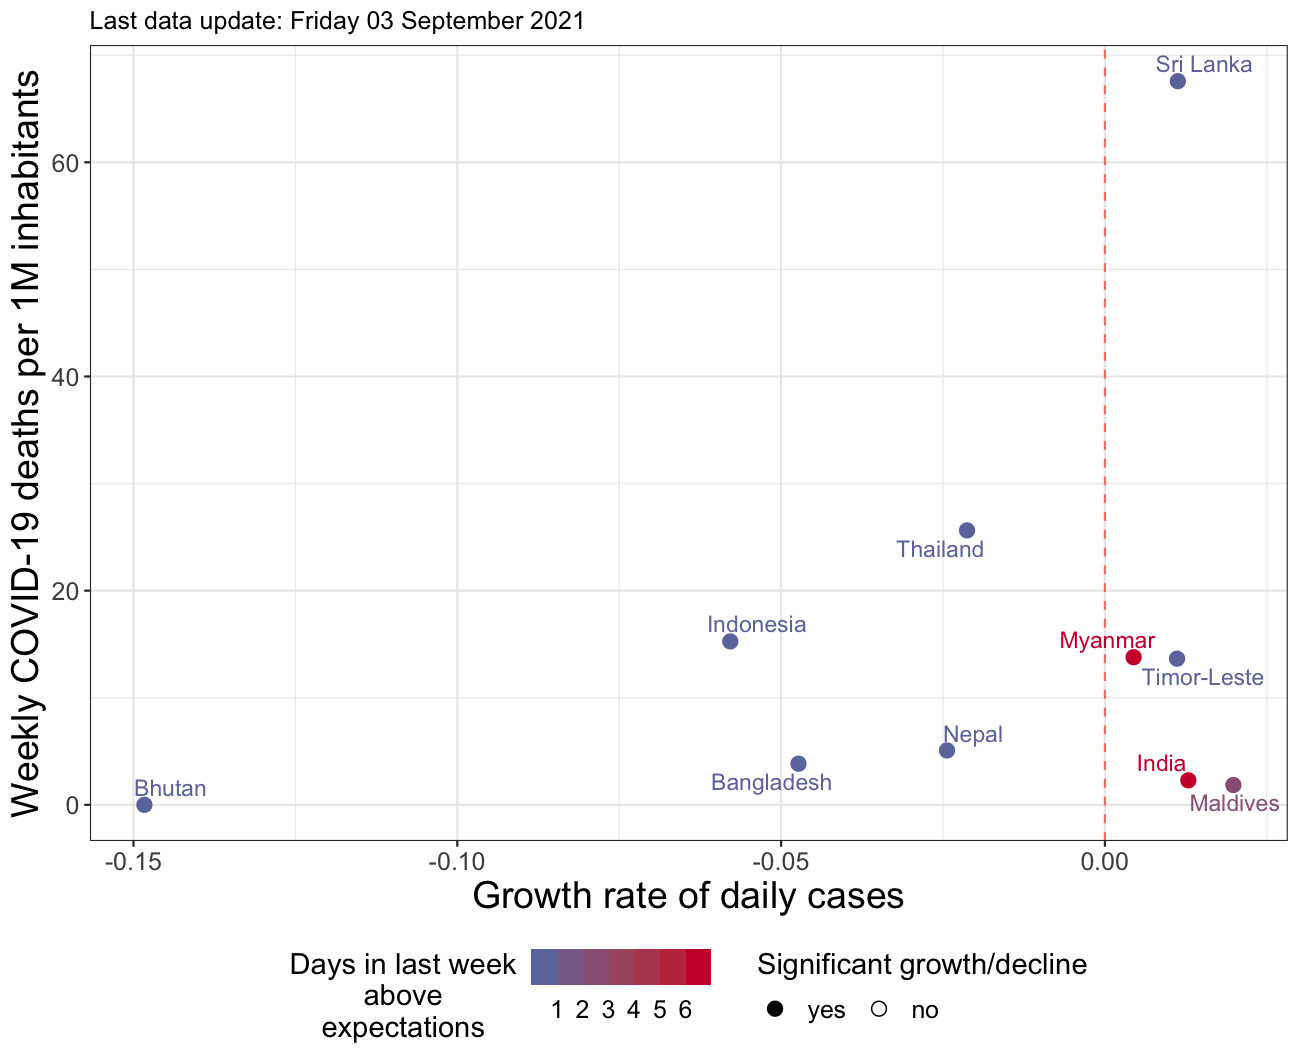 Last data update: Friday 03 September 2021
Weekly COVID-19 deaths per 1M inhabitants
60
40
20
0
Sri Lanka
Thailand
Indonesia
Myanmar
Timor-Leste
Nepal
India
Bangladesh
Bhutan
Maldives
-0.15
-0.10
-0.05
0.00
Growth rate of daily cases
Days in last week
above
expectations
1 2 3 4 5 6
Significant growth/decline
yes
no